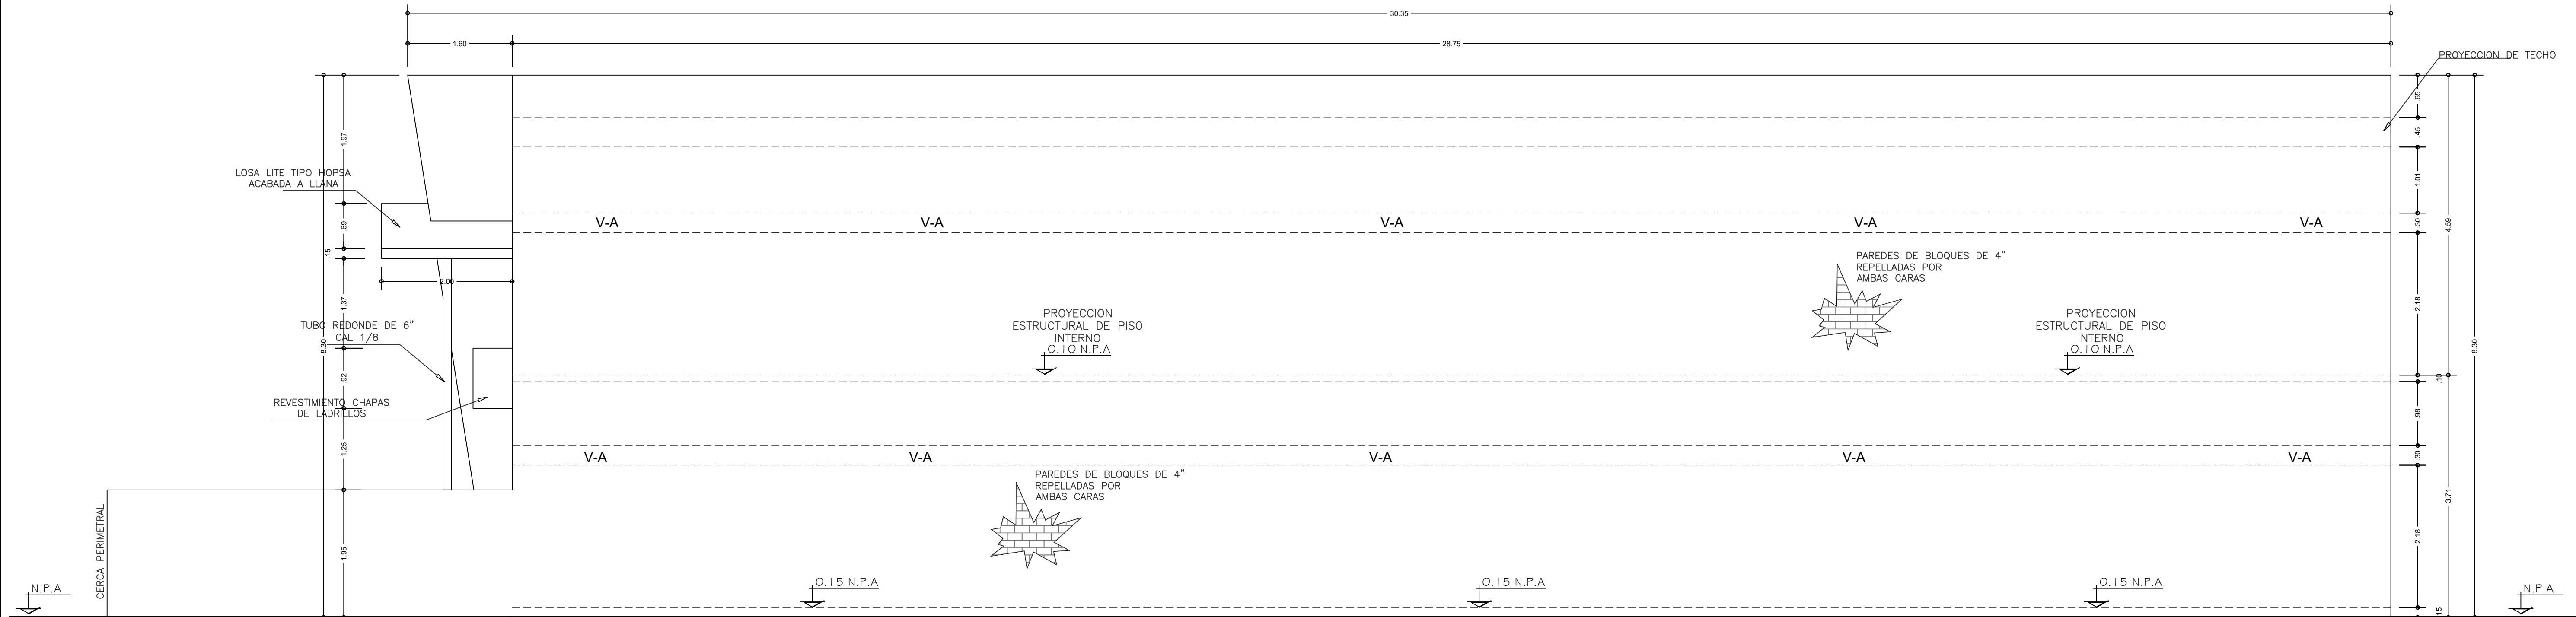 30.35
1.60
28.75
PROYECCION DE TECHO
.65
1.97
.45
LOSA LITE TIPO HOPSA
ACABADA A LLANA
1.01
.69
V-A
V-A
V-A
V-A
V-A
.30
4.59
.15
PAREDES DE BLOQUES DE 4"
REPELLADAS POR
AMBAS CARAS
2.00
1.37
2.18
PROYECCION
ESTRUCTURAL DE PISO
INTERNO
0.10 N.P.A
PROYECCION
ESTRUCTURAL DE PISO
INTERNO
0.10 N.P.A
TUBO REDONDE DE 6"
CAL 1/8
8.30
8.30
.92
.10
REVESTIMIENTO CHAPAS
DE LADRILLOS
.98
1.25
V-A
V-A
V-A
V-A
V-A
.30
PAREDES DE BLOQUES DE 4"
REPELLADAS POR
AMBAS CARAS
3.71
CERCA PERIMETRAL
1.95
2.18
N.P.A
0.15 N.P.A
0.15 N.P.A
0.15 N.P.A
.15
N.P.A